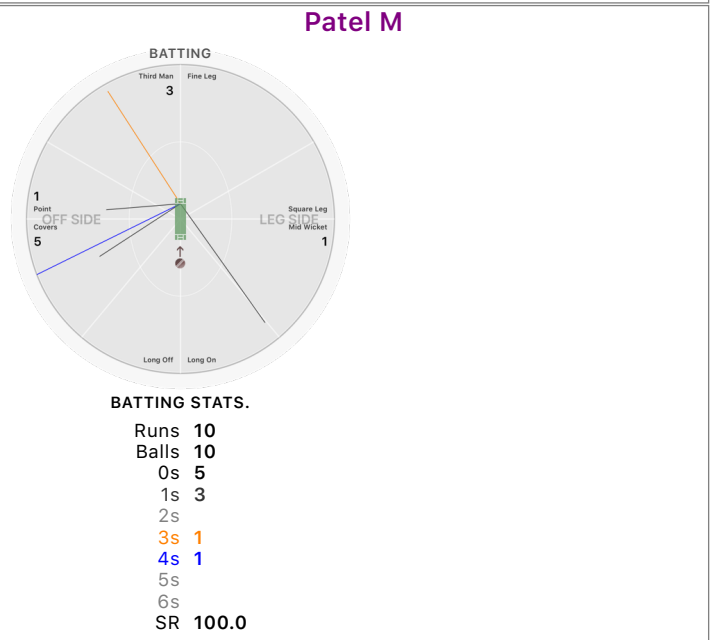 Patel M
BATTING
Third Man Fine Leg
3
1
Point Square Leg
OFF SIDE LEG SIDE
Covers Mid Wicket
5 1
Long Off Long On
BATTING STATS.
Runs 10
Balls 10
0s 5
1s 3
2s
3s 1
4s 1
5s
6s
SR 100.0